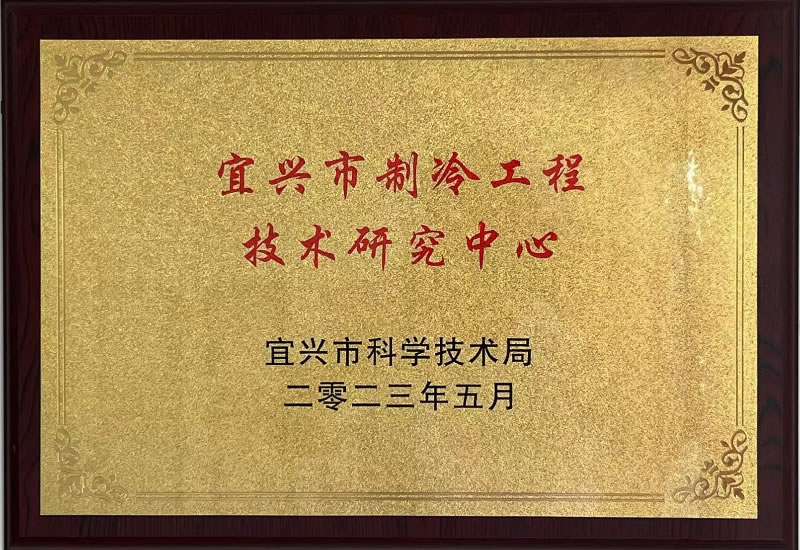 宜兴市制冷工程
技术研究中心
宜兴市科学技术局
二零二三年五月